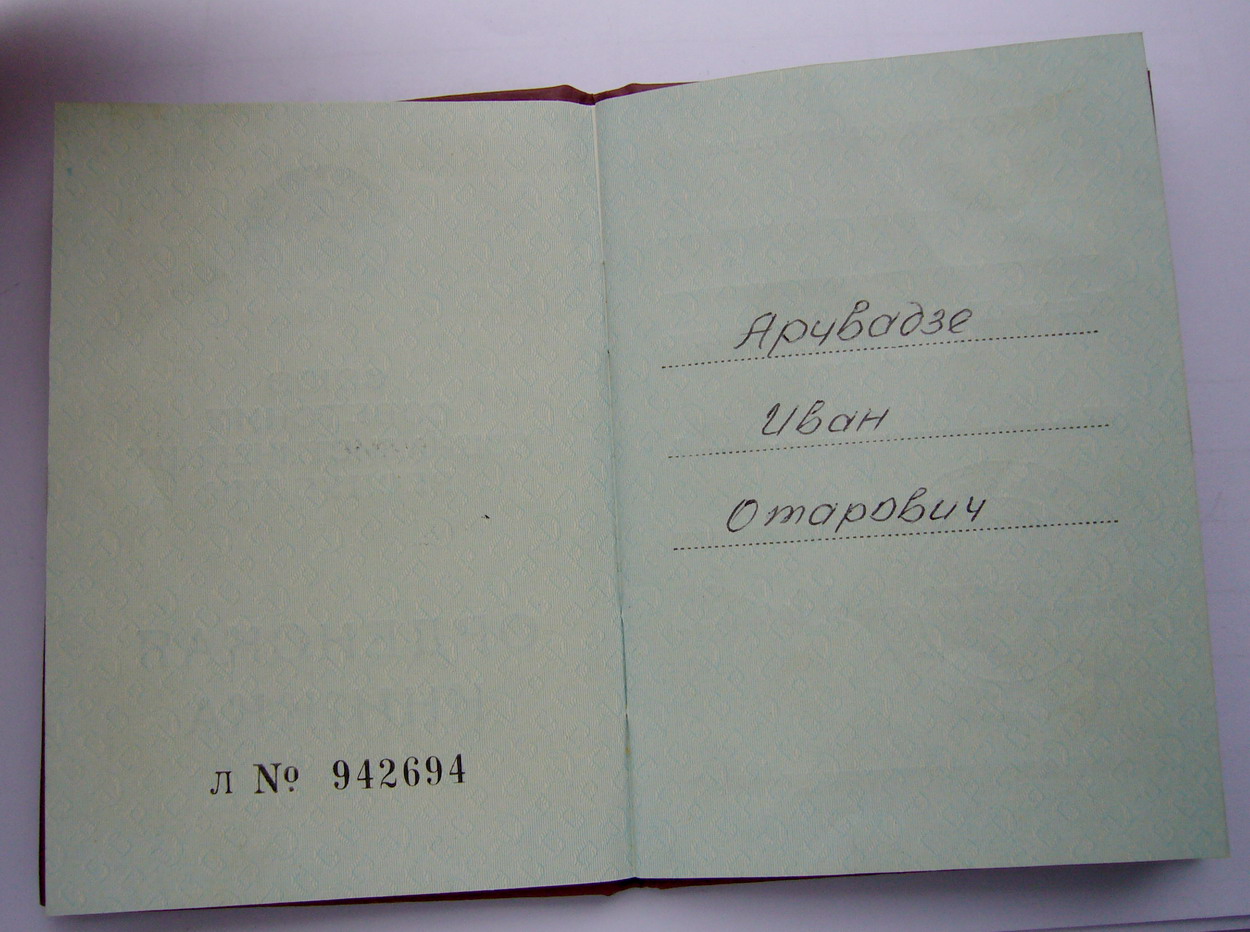 л № 942694
Арчвадзе
Иван
Отарович